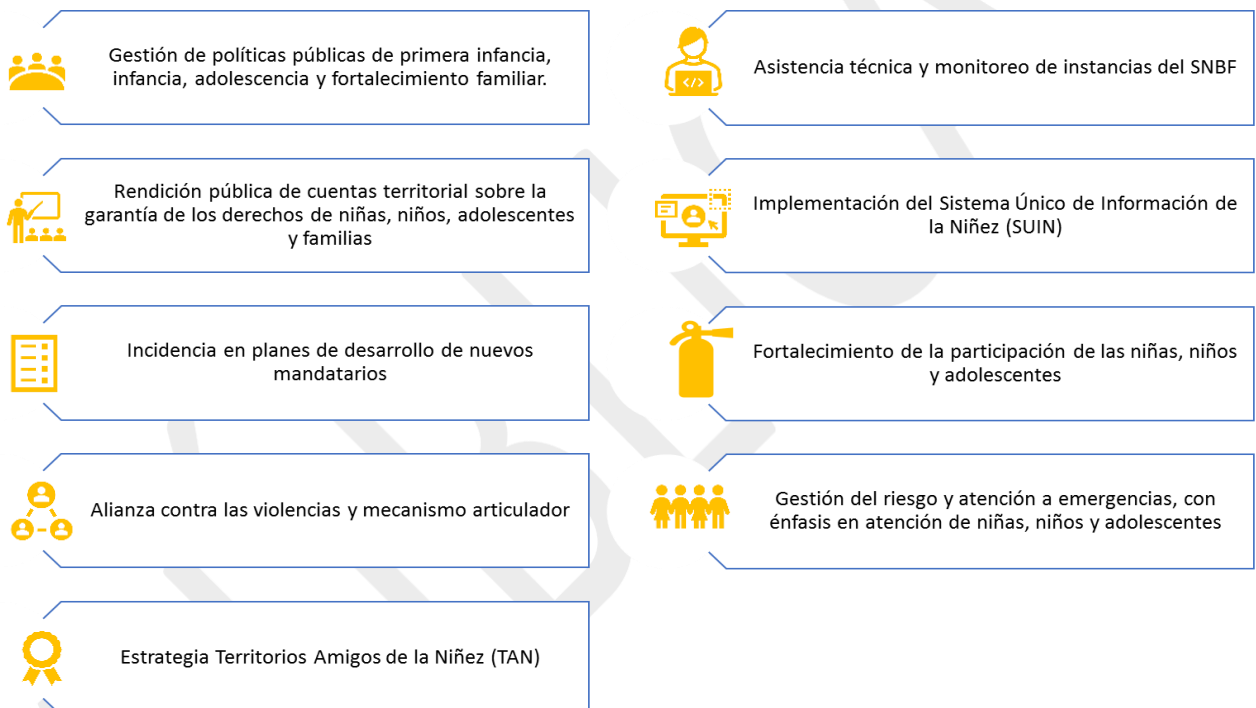 Gestión de políticas públicas de primera infancia,
infancia, adolescencia y fortalecimiento familiar.
Rendición pública de cuentas territorial sobre la
garantía de los derechos de niñas, niños, adolescentes
y familias
Incidencia en planes de desarrollo de nuevos
mandatarios
Alianza contra las violencias y mecanismo articulador
Estrategia Territorios Amigos de la Niñez (TAN)
Asistencia técnica y monitoreo de instancias del SNBF
Implementación del Sistema Único de Información de
la Niñez (SUIN)
Fortalecimiento de la participación de las niñas, niños
y adolescentes
Gestión del riesgo y atención a emergencias, con
énfasis en atención de niñas, niños y adolescentes